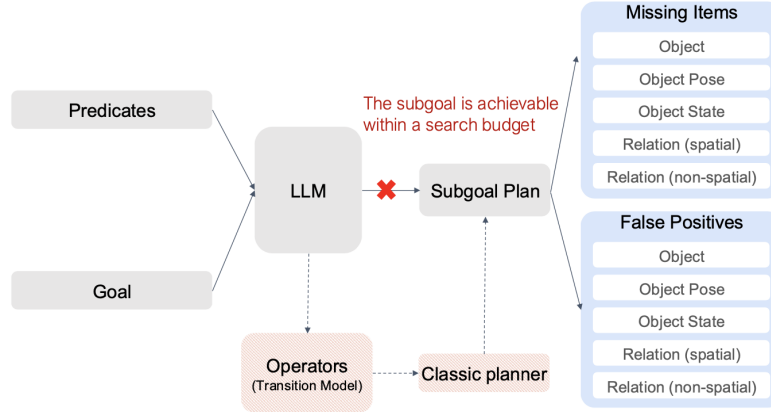 Missing Items
Object
Object Pose
Object State
Relation (spatial)
Relation (non-spatial)
Predicates
The subgoal is achievable
within a search budget
LLM
Subgoal Plan
Goal
False Positives
Object
Object Pose
Object State
Relation (spatial)
Relation (non-spatial)
Operators
(Transition Model)
Classic planner